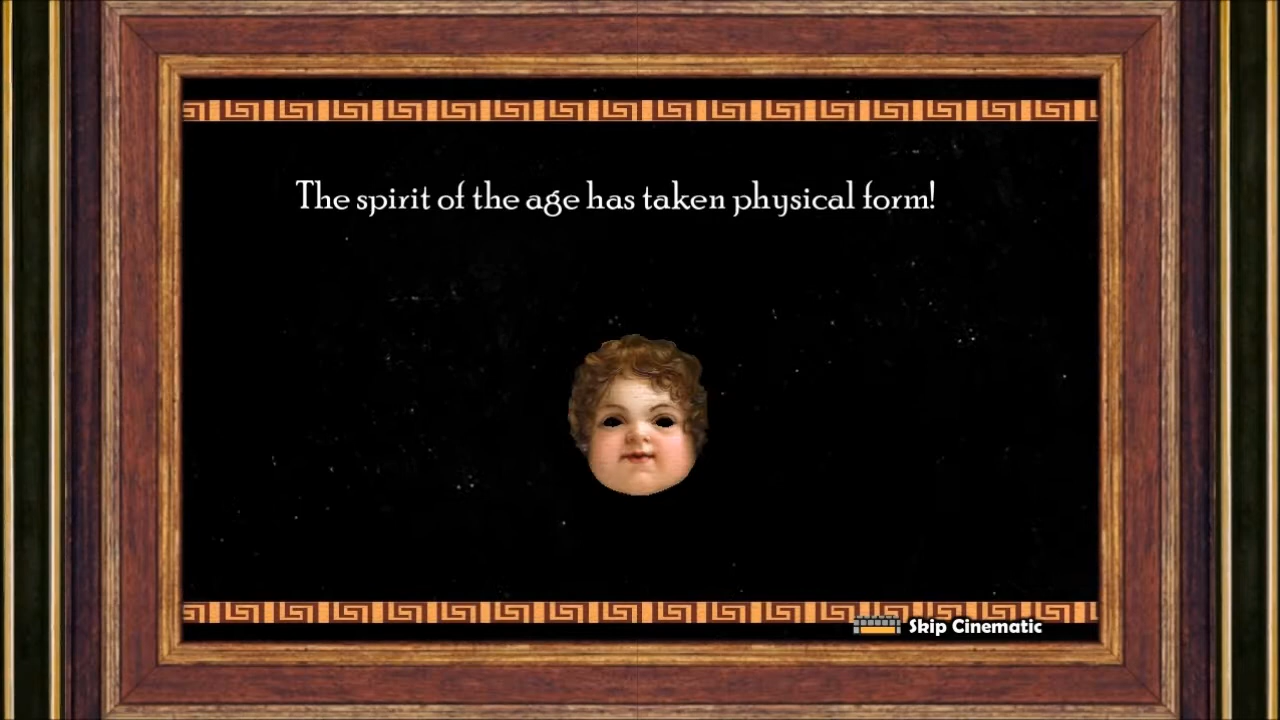 The spirit of the age has taken physical form!
Skip Cinematic